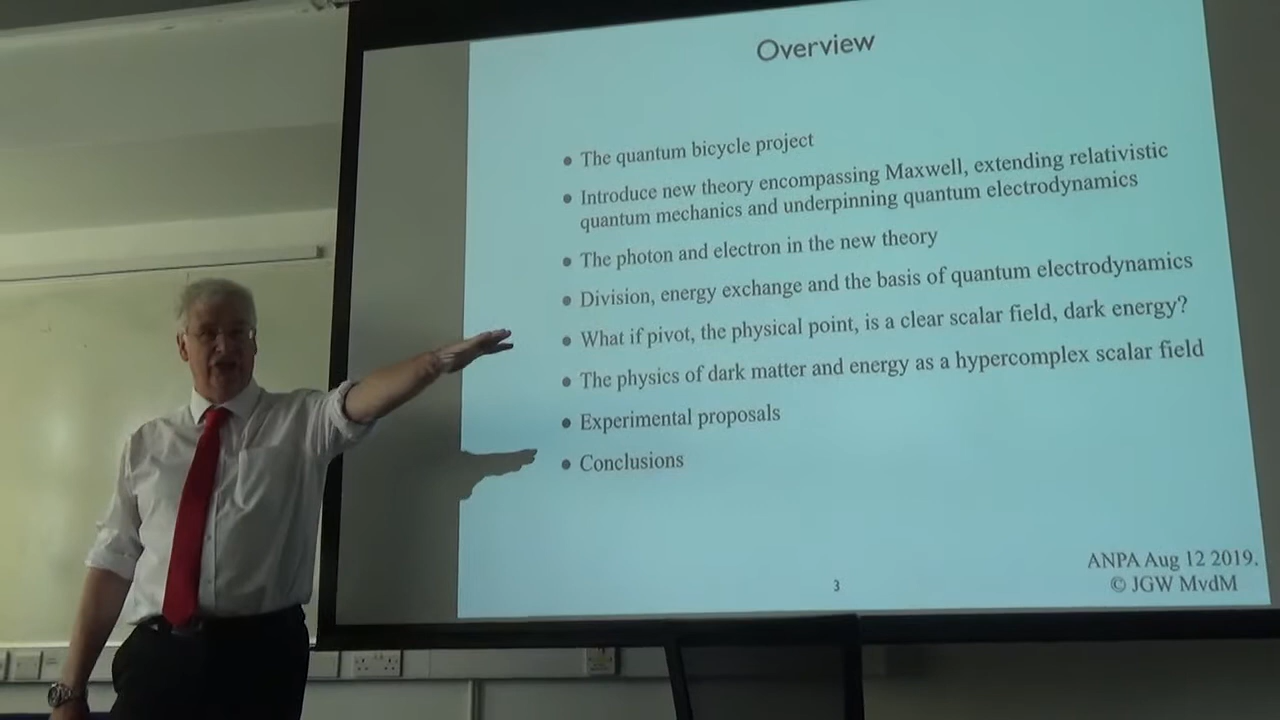 Overview
• The quantum bicycle project
• Introduce new theory encompassing Maxwell, extending relativistic
quantum mechanics and underpinning quantum electrodynamics
• The photon and electron in the new theory
• Division, energy exchange and the basis of quantum electrodynamics
• What if pivot, the physical point, is a clear scalar field, dark energy?
• The physics of dark matter and energy as a hypercomplex scalar field
• Experimental proposals
• Conclusions
ANPA Aug 12 2019.
© JGW MvdM
3